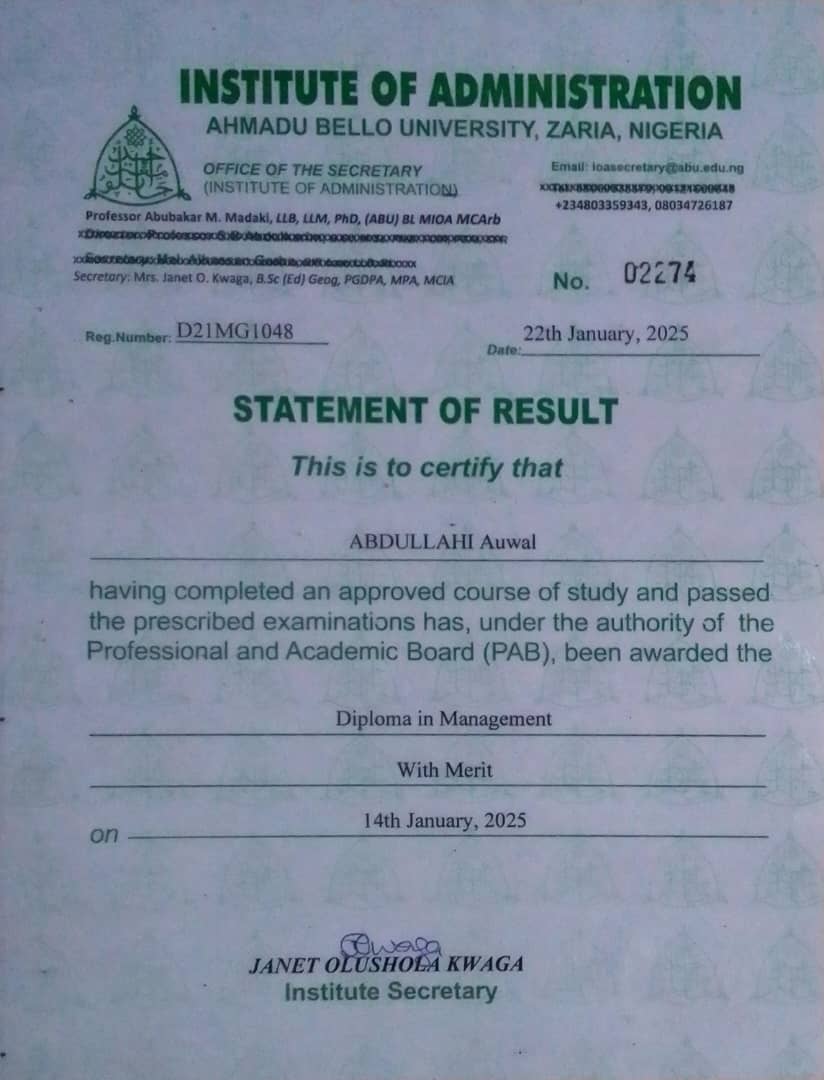 INSTITUTE OF ADMINISTRATION
AHMADU BELLO UNIVERSITY, ZARIA, NIGERIA
OFFICE OF THE SECRETARY
(INSTITUTE OF ADMINISTRATION)
Email: ioasecretary@abu.edu.ng
+234803359343, 08034726187
Professor Abubakar M. Madaki, LLB, LLM, PhD, (ABU) BL MIOA MCArb
Secretary: Mrs. Janet O. Kwaga, B.Sc (Ed) Geog, PGDPA, MPA, MCIA
No. 02274
Reg.Number: D21MG1048
Date: 22th January, 2025
STATEMENT OF RESULT
This is to certify that
ABDULLAHI Auwal
having completed an approved course of study and passed
the prescribed examinations has, under the authority of the
Professional and Academic Board (PAB), been awarded the
Diploma in Management
With Merit
on 14th January, 2025
JANET OLUSHOLA KWAGA
Institute Secretary